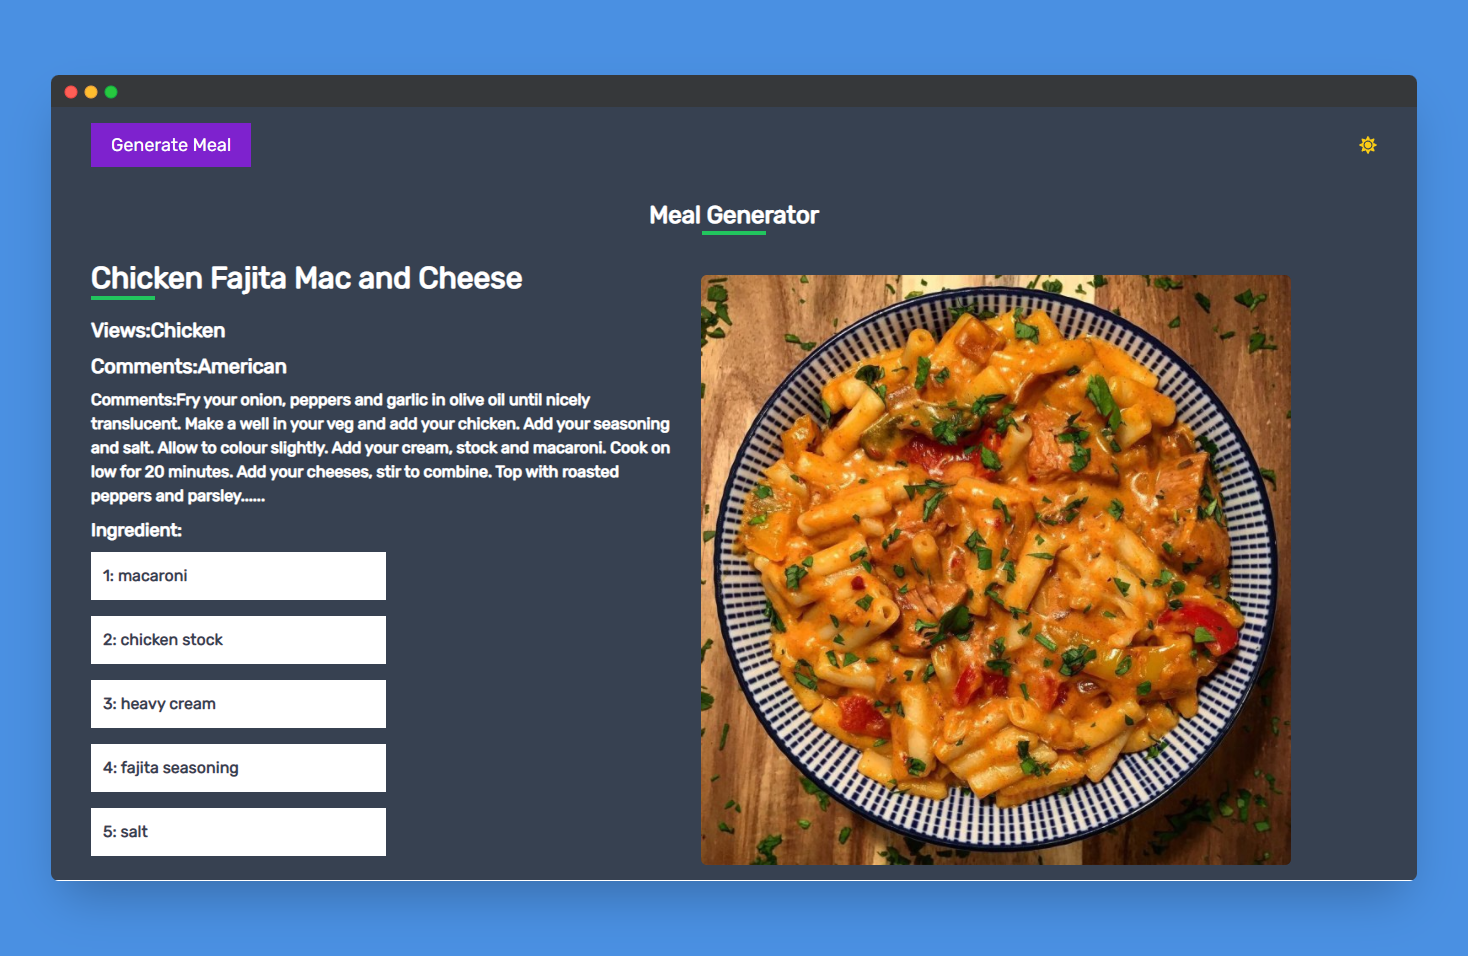 Generate Meal
Meal Generator
Chicken Fajita Mac and Cheese
Views:Chicken
Comments:American
Comments:Fry your onion, peppers and garlic in olive oil until nicely
translucent. Make a well in your veg and add your chicken. Add your seasoning
and salt. Allow to colour slightly. Add your cream, stock and macaroni. Cook on
low for 20 minutes. Add your cheeses, stir to combine. Top with roasted
peppers and parsley......
Ingredient:
1: macaroni
2: chicken stock
3: heavy cream
4: fajita seasoning
5: salt